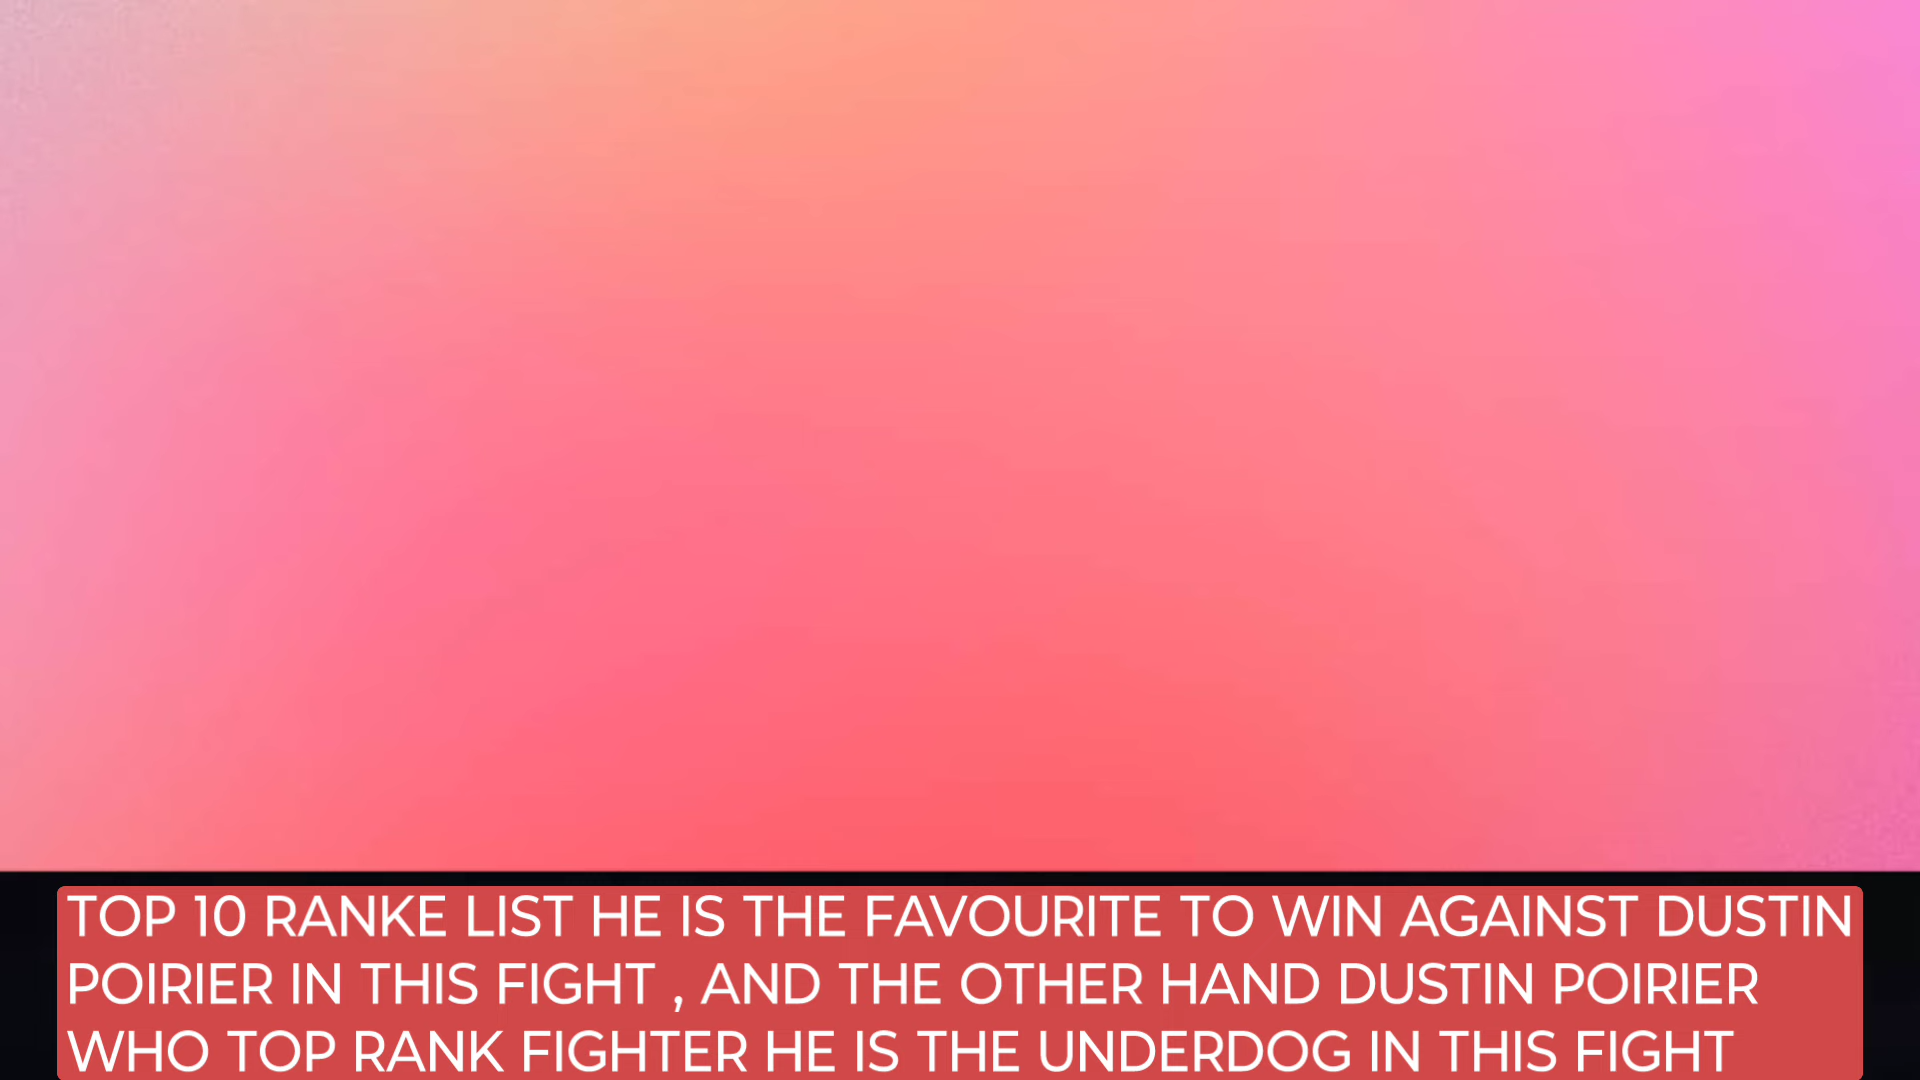 TOP 10 RANKE LIST HE IS THE FAVOURITE TO WIN AGAINST DUSTIN
POIRIER IN THIS FIGHT , AND THE OTHER HAND DUSTIN POIRIER
WHO TOP RANK FIGHTER HE IS THE UNDERDOG IN THIS FIGHT